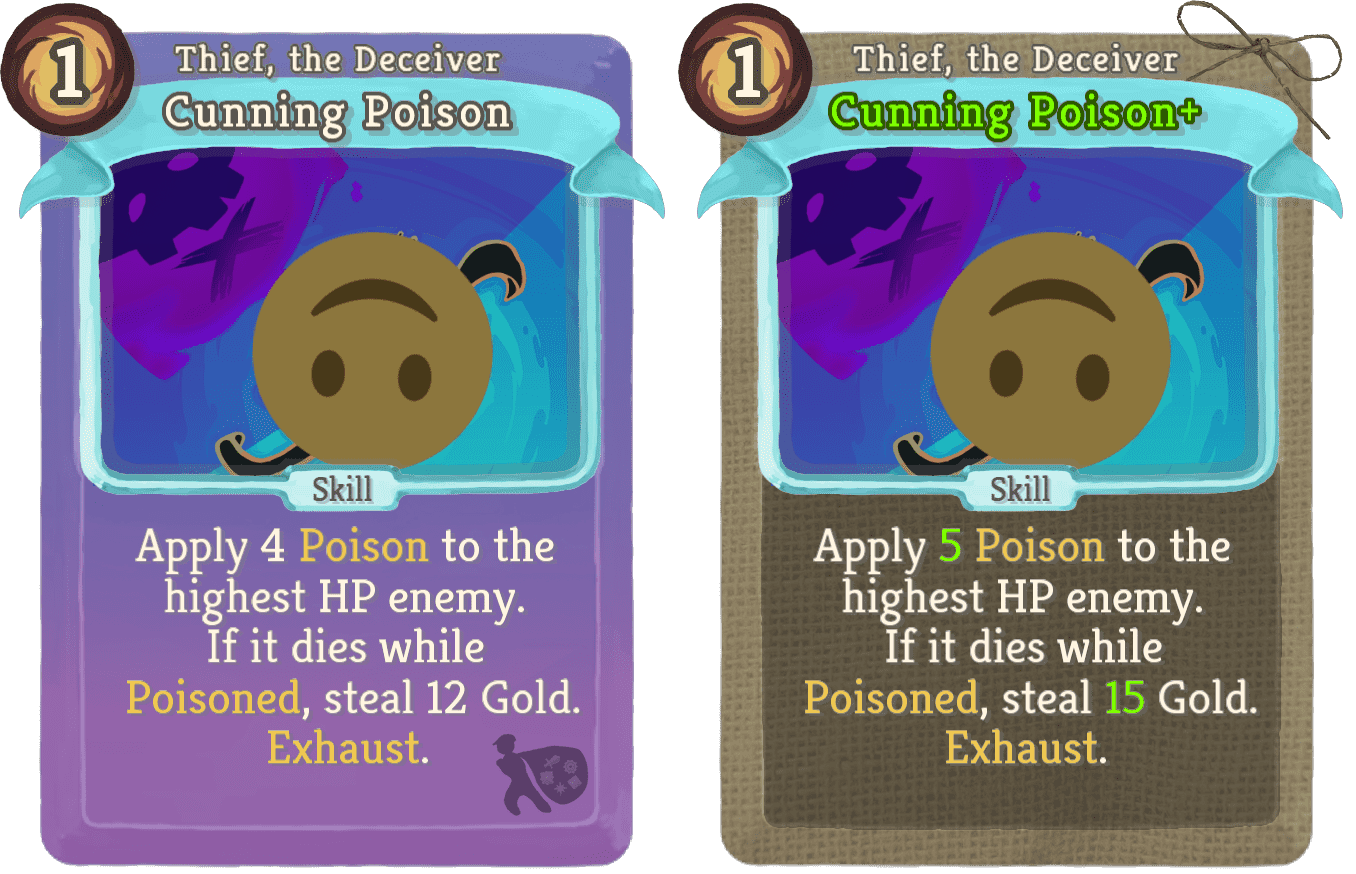 1
Thief, the Deceiver
Cunning Poison
Skill
Apply 4 Poison to the
highest HP enemy.
If it dies while
Poisoned, steal 12 Gold.
Exhaust.
1
Thief, the Deceiver
Cunning Poison+
Skill
Apply 5 Poison to the
highest HP enemy.
If it dies while
Poisoned, steal 15 Gold.
Exhaust.